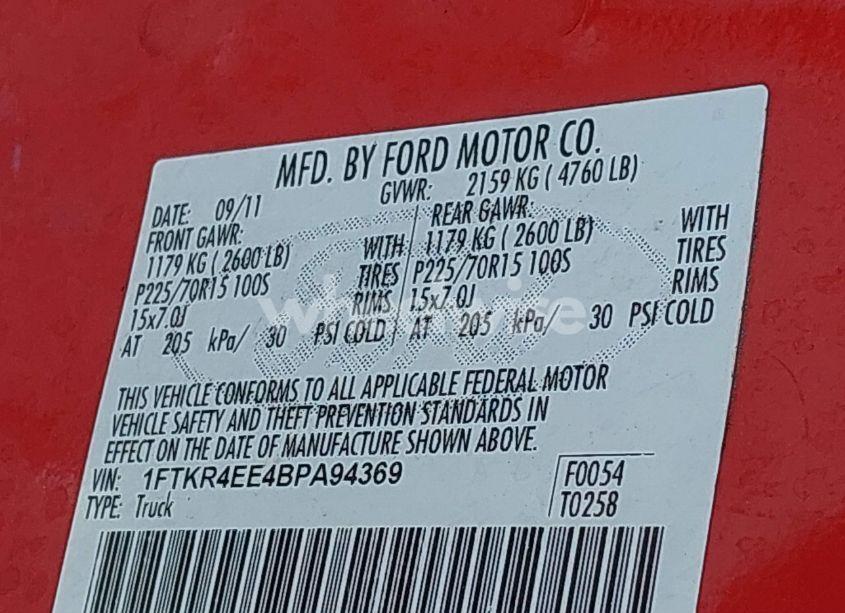 MFD. BY FORD MOTOR CO.
DATE: 09/11 GVWR: 2159 KG ( 4760 LB)
FRONT GAWR: REAR GAWR:
1179 KG ( 2600 LB) WITH 1179 KG ( 2600 LB) WITH
P225/70R15 100S TIRES P225/70R15 100S TIRES
15x7.0J RIMS 15x7.0J RIMS
AT 205 kPa/ 30 PSI COLD AT 205 kPa/ 30 PSI COLD
THIS VEHICLE CONFORMS TO ALL APPLICABLE FEDERAL MOTOR
VEHICLE SAFETY AND THEFT PREVENTION STANDARDS IN
EFFECT ON THE DATE OF MANUFACTURE SHOWN ABOVE.
VIN: 1FTKR4EE4BPA94369 F0054
TYPE: Truck T0258